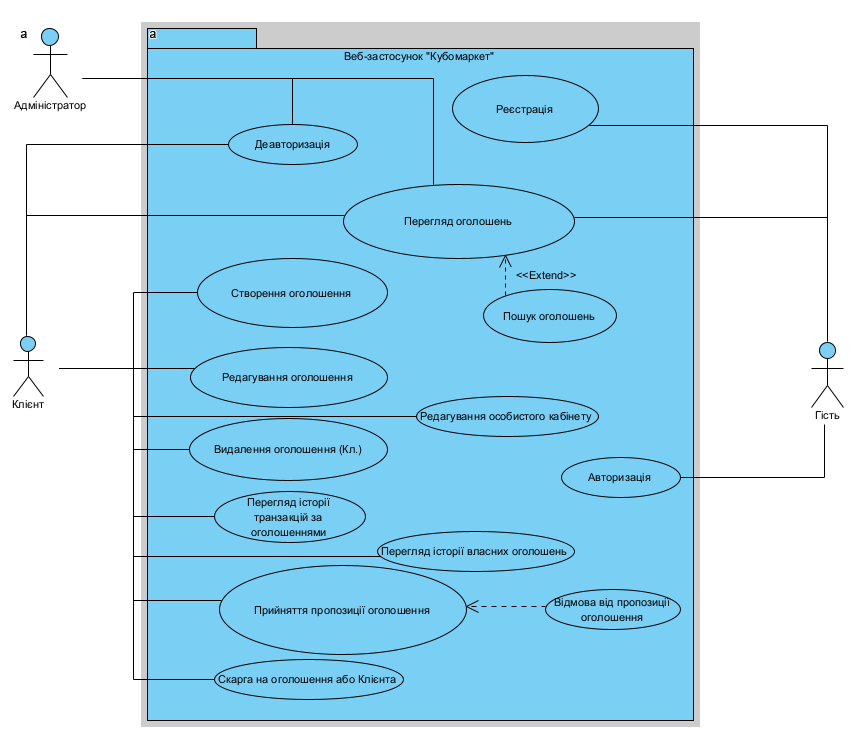 a
a
Веб-застосунок "Кубомаркет"
Адміністратор
Реєстрація
Деавторизація
Перегляд оголошень
<<Extend>>
Створення оголошення
Пошук оголошень
Редагування оголошення
Клієнт
Гість
Редагування особистого кабінету
Видалення оголошення (Кл.)
Авторизація
Перегляд історії
транзакцій за
оголошеннями
Перегляд історії власних оголошень
Прийняття пропозиції оголошення
Відмова від пропозиції
оголошення
Скарга на оголошення або Клієнта